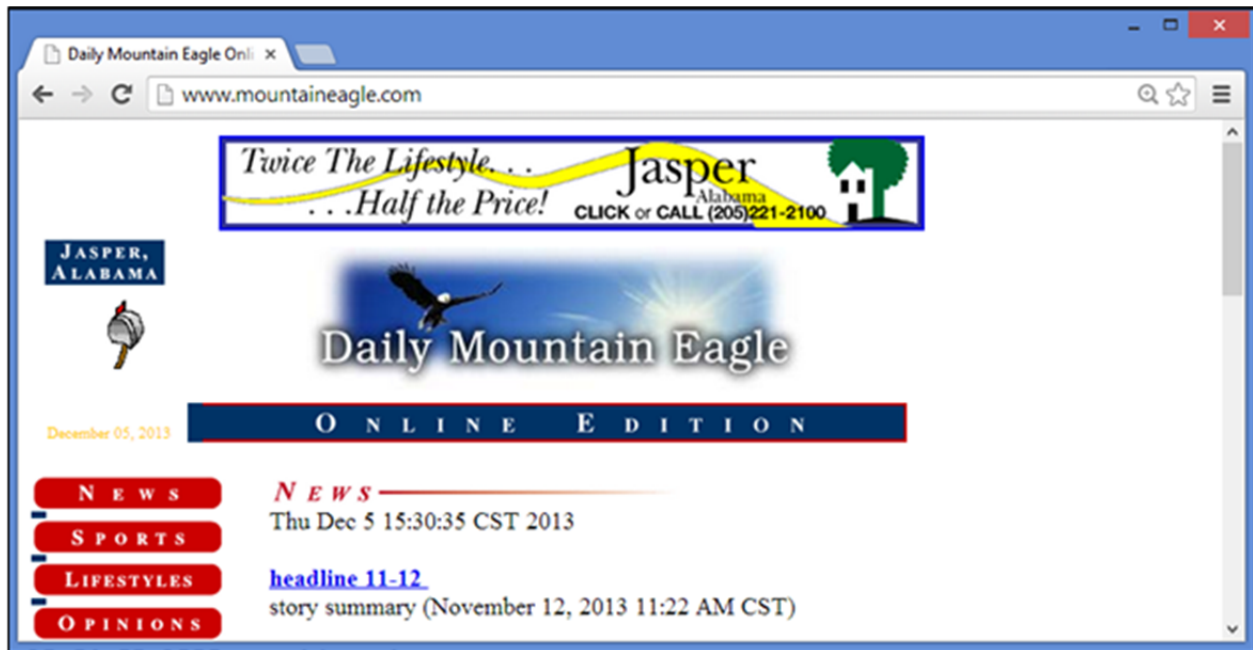 Daily Mountain Eagle Onli
www.mountaineagle.com
Twice The Lifestyle. . .
. . .Half the Price!
Jasper
Alabama
CLICK or CALL (205)221-2100
JASPER,
ALABAMA
Daily Mountain Eagle
December 05, 2013
ONLINE EDITION
NEWS
SPORTS
LIFESTYLES
OPINIONS
NEWS
Thu Dec 5 15:30:35 CST 2013
headline 11-12
story summary (November 12, 2013 11:22 AM CST)